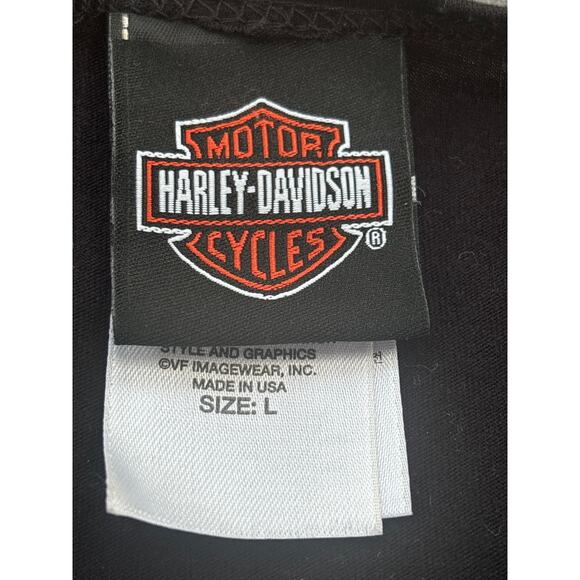 MOTOR
HARLEY-DAVIDSON
CYCLES
®
STYLE AND GRAPHICS
©VF IMAGEWEAR, INC.
MADE IN USA
SIZE: L